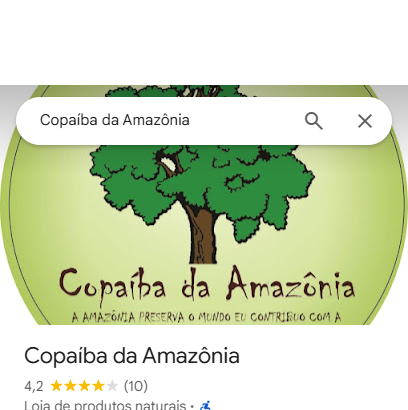 Copaíba da Amazônia
Copaíba da Amazônia
A AMAZÔNIA PRESERVA O MUNDO EU CONTRIBUO COM A
Copaíba da Amazônia
4,2 (10)
Loja de produtos naturais ·